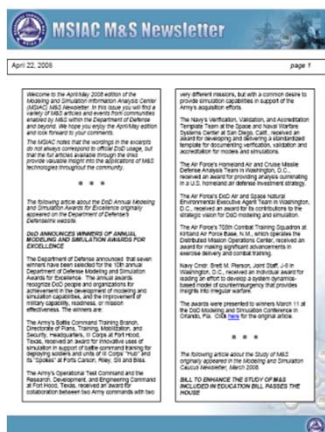 MSIAC M&S Newsletter
April 22, 2008
page 1
Welcome to the April/May 2008 edition of the
Modeling and Simulation Information Analysis Center
(MSIAC) M&S Newsletter. In this issue you will find a
variety of M&S articles and events from communities
enabled by M&S within the Department of Defense
and beyond. We hope you enjoy the April/May edition
and look forward to your comments.
The MSIAC notes that the wordings in the excerpts
do not always correspond to official DoD usage, but
that the full articles available through the links
provide valuable insight into the applications of M&S
technologies throughout the community.
* * *
The following article about the DoD Annual Modeling
and Simulation Awards for Excellence originally
appeared on the Department of Defense's
Defenselink website.
DoD ANNOUNCES WINNERS OF ANNUAL
MODELING AND SIMULATION AWARDS FOR
EXCELLENCE
The Department of Defense announced that seven
winners have been selected for the 10th annual
Department of Defense Modeling and Simulation
Awards for Excellence. The annual awards
recognize DoD people and organizations for
achievement in the development of modeling and
simulation capabilities, and the improvement of
military capability, readiness, or mission
effectiveness. The winners are:
The Army's Battle Command Training Branch,
Directorate of Plans, Training, Mobilization, and
Security, Headquarters, III Corps at Fort Hood,
Texas, received an award for innovative uses of
simulation in support of battle command training for
deploying soldiers and units of III Corps "Hub" and
its "Spokes" at Forts Carson, Riley, Sill and Bliss.
The Army's Operational Test Command and the
Research, Development, and Engineering Command
at Fort Hood, Texas, received an award for
collaboration between two Army commands with two
very different missions, but with a common desire to
provide simulation capabilities in support of the
Army's acquisition efforts.
The Navy's Verification, Validation, and Accreditation
Template Team at the Space and Naval Warfare
Systems Center at San Diego, Calif., received an
award for developing and delivering a standardized
template for documenting verification, validation and
accreditation for models and simulations.
The Air Force's Homeland Air and Cruise Missile
Defense Analysis Team in Washington, D.C.,
received an award for providing analysis culminating
in a U.S. homeland air defense investment strategy.
The Air Force's DoD Air and Space Natural
Environmental Executive Agent Team in Washington,
D.C., received an award for its contributions to the
strategic vision for DoD modeling and simulation.
The Air Force's 705th Combat Training Squadron at
Kirtland Air Force Base, N.M., which operates the
Distributed Mission Operations Center, received an
award for making significant advancements in
exercise delivery and combat training.
Navy Cmdr. Brett M. Pierson, Joint Staff, J-8 in
Washington, D.C., received an individual award for
leading an effort to develop a system dynamics-
based model of counterinsurgency that provides
insights into irregular warfare.
The awards were presented to winners March 11 at
the DoD Modeling and Simulation Conference in
Orlando, Fla. Click here for the original article.
* * *
The following article about the Study of M&S
originally appeared in the Modeling and Simulation
Caucus Newsletter, March 2008.
BILL TO ENHANCE THE STUDY OF M&S
INCLUDED IN EDUCATION BILL PASSES THE
HOUSE